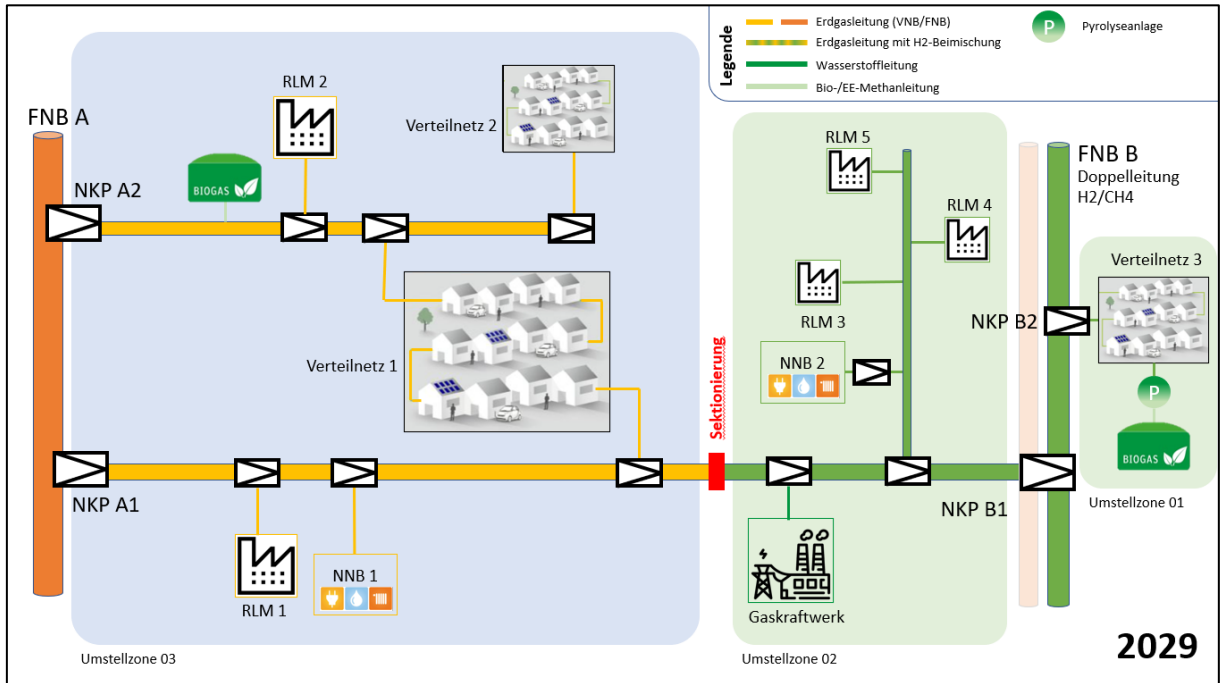 Legende
Erdgasleitung (VNB/FNB)
Erdgasleitung mit H2-Beimischung
Wasserstoffleitung
Bio-/EE-Methanleitung
P
Pyrolyseanlage
FNB A
NKP A2
BIOGAS
RLM 2
Verteilnetz 2
Verteilnetz 1
NKP A1
RLM 1
NNB 1
Umstellzone 03
Sektionierung
RLM 5
RLM 4
RLM 3
NNB 2
NKP B1
Gaskraftwerk
Umstellzone 02
FNB B
Doppelleitung
H2/CH4
Verteilnetz 3
NKP B2
P
BIOGAS
Umstellzone 01
2029